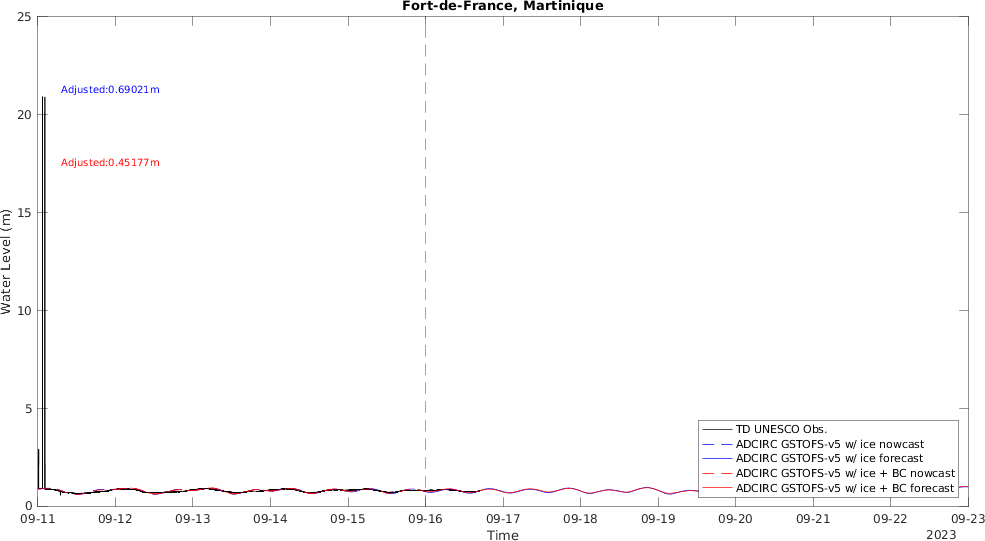 Fort-de-France, Martinique
25
20
15
10
5
0
Water Level (m)
Adjusted:0.69021m
Adjusted:0.45177m
TD UNESCO Obs.
ADCIRC GSTOFS-v5 w/ ice nowcast
ADCIRC GSTOFS-v5 w/ ice forecast
ADCIRC GSTOFS-v5 w/ ice + BC nowcast
ADCIRC GSTOFS-v5 w/ ice + BC forecast
09-11 09-12 09-13 09-14 09-15 09-16 09-17 09-18 09-19 09-20 09-21 09-22 09-23
Time
2023